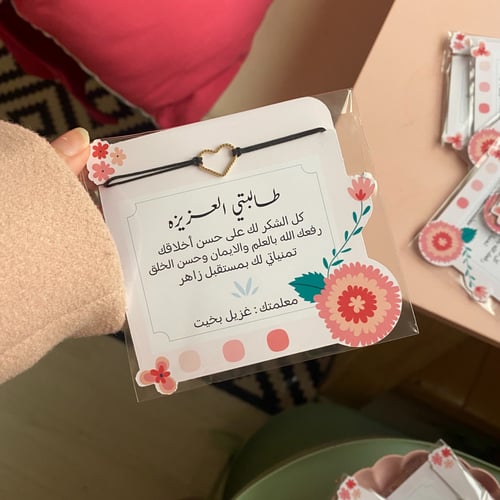 طالبتي العزيزه
كل الشكر لك على حسن أخلاقك
رفعك الله بالعلم والايمان وحسن الخلق
تمنياتي لك بمستقبل زاهر
معلمتك : غزيل بخيت